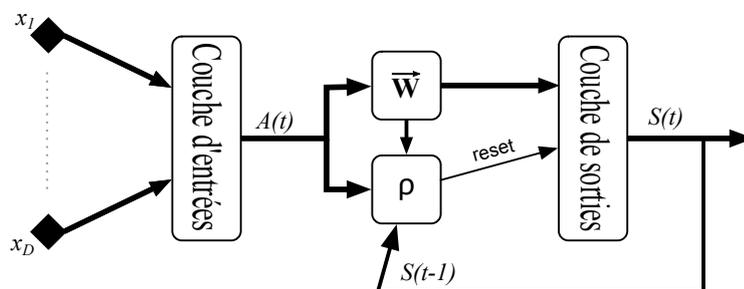 x1
xD
Couche d'entrées
A(t)
W
ρ
reset
Couche de sorties
S(t)
S(t-1)